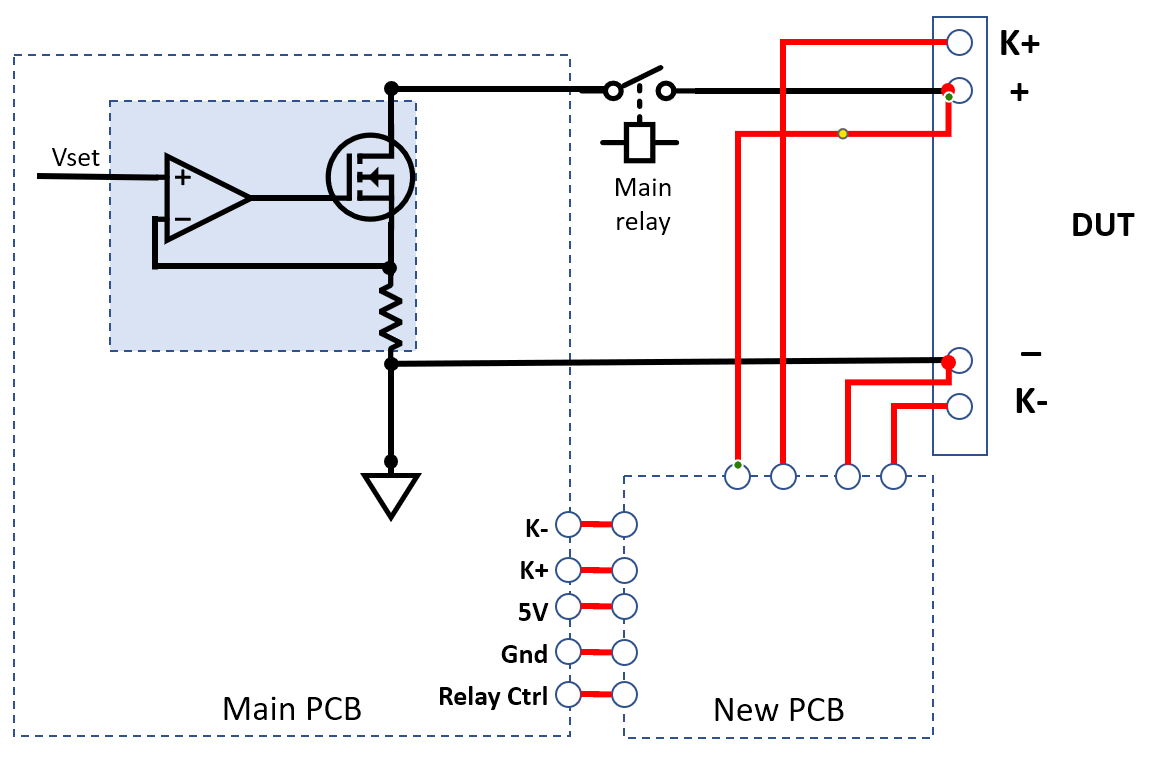 K+
+
Vset
+
−
Main
relay
DUT
−
K-
K-
K+
5V
Gnd
Relay Ctrl
Main PCB
New PCB